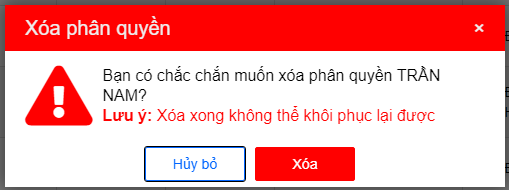 Xóa phân quyền
×
Bạn có chắc chắn muốn xóa phân quyền TRẦN
NAM?
Lưu ý: Xóa xong không thể khôi phục lại được
Hủy bỏ
Xóa